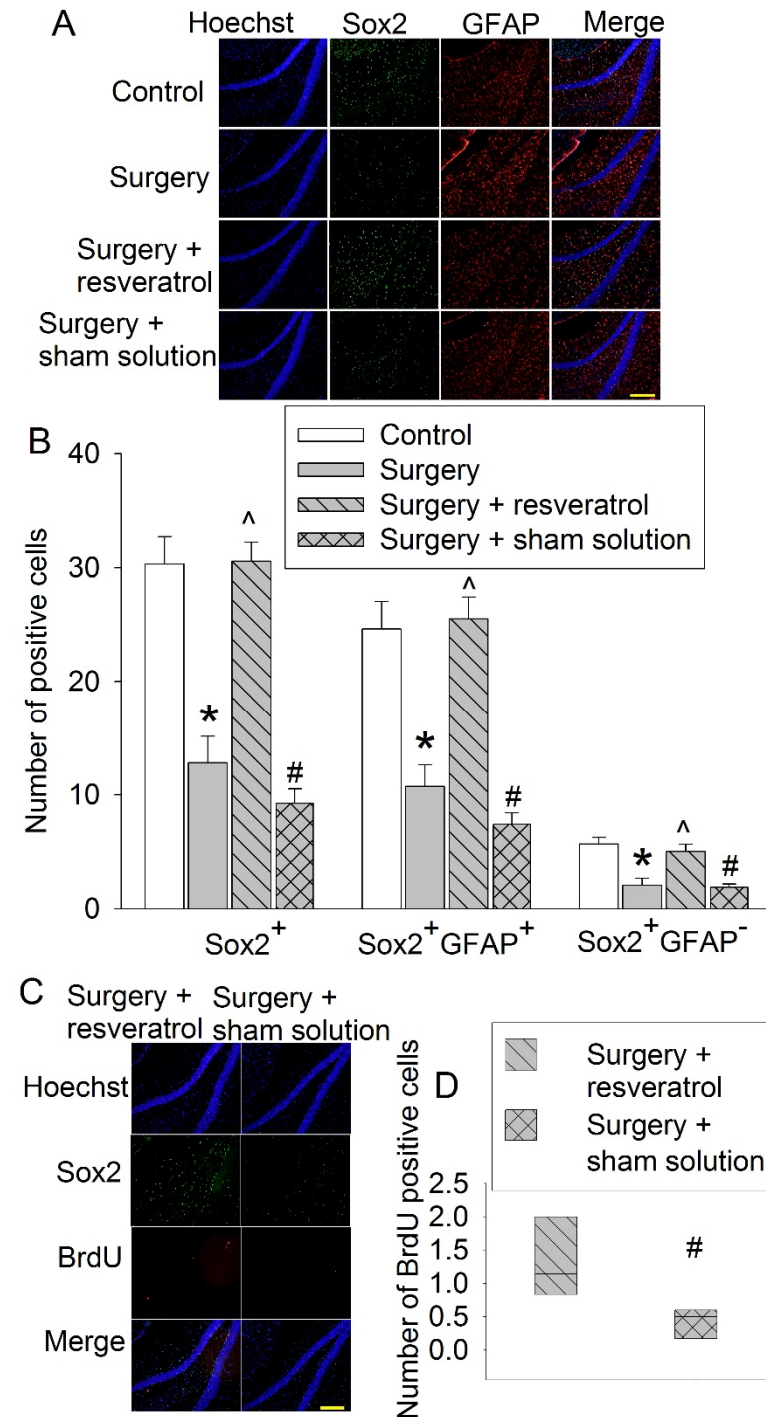 A
Hoechst Sox2 GFAP Merge
Control
Surgery
Surgery +
resveratrol
Surgery +
sham solution
B
Control
Surgery
Surgery + resveratrol
Surgery + sham solution
Number of positive cells
40
30
20
10
0
^
*
#
^
*
#
^
*
#
Sox2+ Sox2+GFAP+ Sox2+GFAP-
C
Surgery + Surgery +
resveratrol sham solution
Hoechst
Sox2
BrdU
Merge
D
Surgery +
resveratrol
Surgery +
sham solution
Number of BrdU positive cells
2.5
2.0
1.5
1.0
0.5
0.0
#